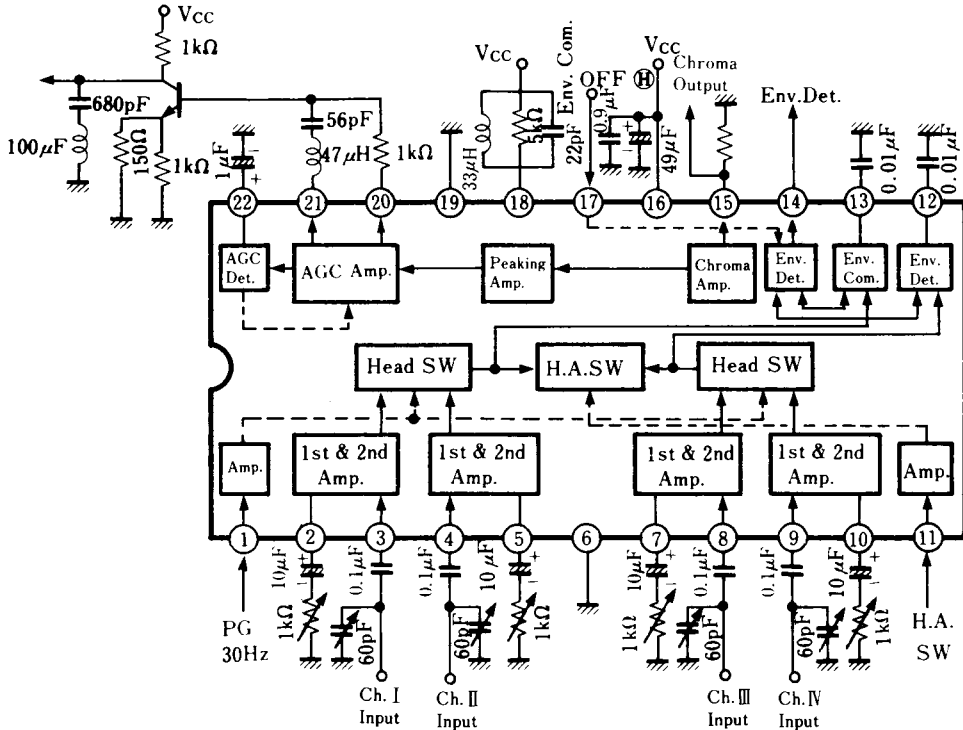 VCC
1kΩ
680pF
100μF
150Ω
1kΩ
1μF
−
+
56pF
47μH
1kΩ
33μH
VCC
5kΩ
22pF
Env. Com.
OFF Ⓗ
0.9μF
+
−
49μF
VCC
Chroma
Output
Env.Det.
0.01μF
0.01μF
22
21
20
19
18
17
16
15
14
13
12
AGC
Det.
AGC Amp.
Peaking
Amp.
Chroma
Amp.
Env.
Det.
Env.
Com.
Env.
Det.
Head SW
H.A.SW
Head SW
Amp.
1st & 2nd
Amp.
1st & 2nd
Amp.
1st & 2nd
Amp.
1st & 2nd
Amp.
Amp.
1
2
3
4
5
6
7
8
9
10
11
PG
30Hz
10μF
+
−
1kΩ
0.1μF
60pF
Ch. Ⅰ
Input
0.1μF
60pF
Ch. Ⅱ
Input
10μF
+
−
1kΩ
10μF
+
−
1kΩ
0.1μF
60pF
Ch. Ⅲ
Input
0.1μF
60pF
Ch. Ⅳ
Input
10μF
+
−
1kΩ
H.A.
SW